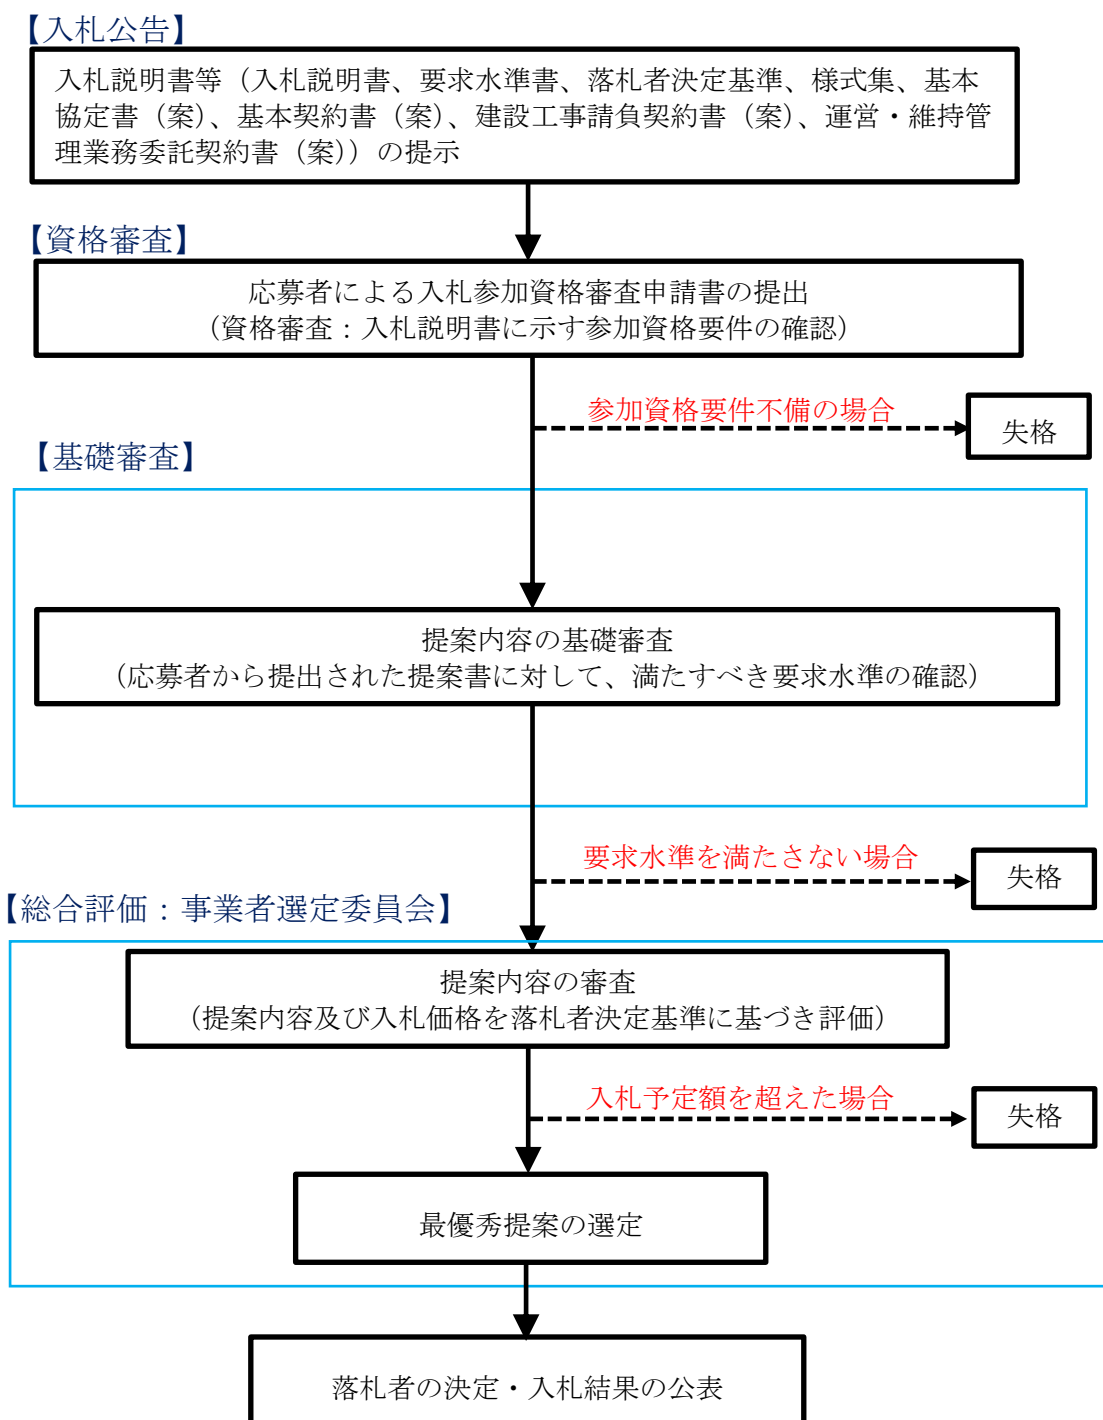 【入札公告】
入札説明書等（入札説明書、要求水準書、落札者決定基準、様式集、基本
協定書（案）、基本契約書（案）、建設工事請負契約書（案）、運営・維持管
理業務委託契約書（案））の提示
【資格審査】
応募者による入札参加資格審査申請書の提出
（資格審査：入札説明書に示す参加資格要件の確認）
参加資格要件不備の場合
失格
【基礎審査】
提案内容の基礎審査
（応募者から提出された提案書に対して、満たすべき要求水準の確認）
要求水準を満たさない場合
失格
【総合評価：事業者選定委員会】
提案内容の審査
（提案内容及び入札価格を落札者決定基準に基づき評価）
入札予定額を超えた場合
失格
最優秀提案の選定
落札者の決定・入札結果の公表